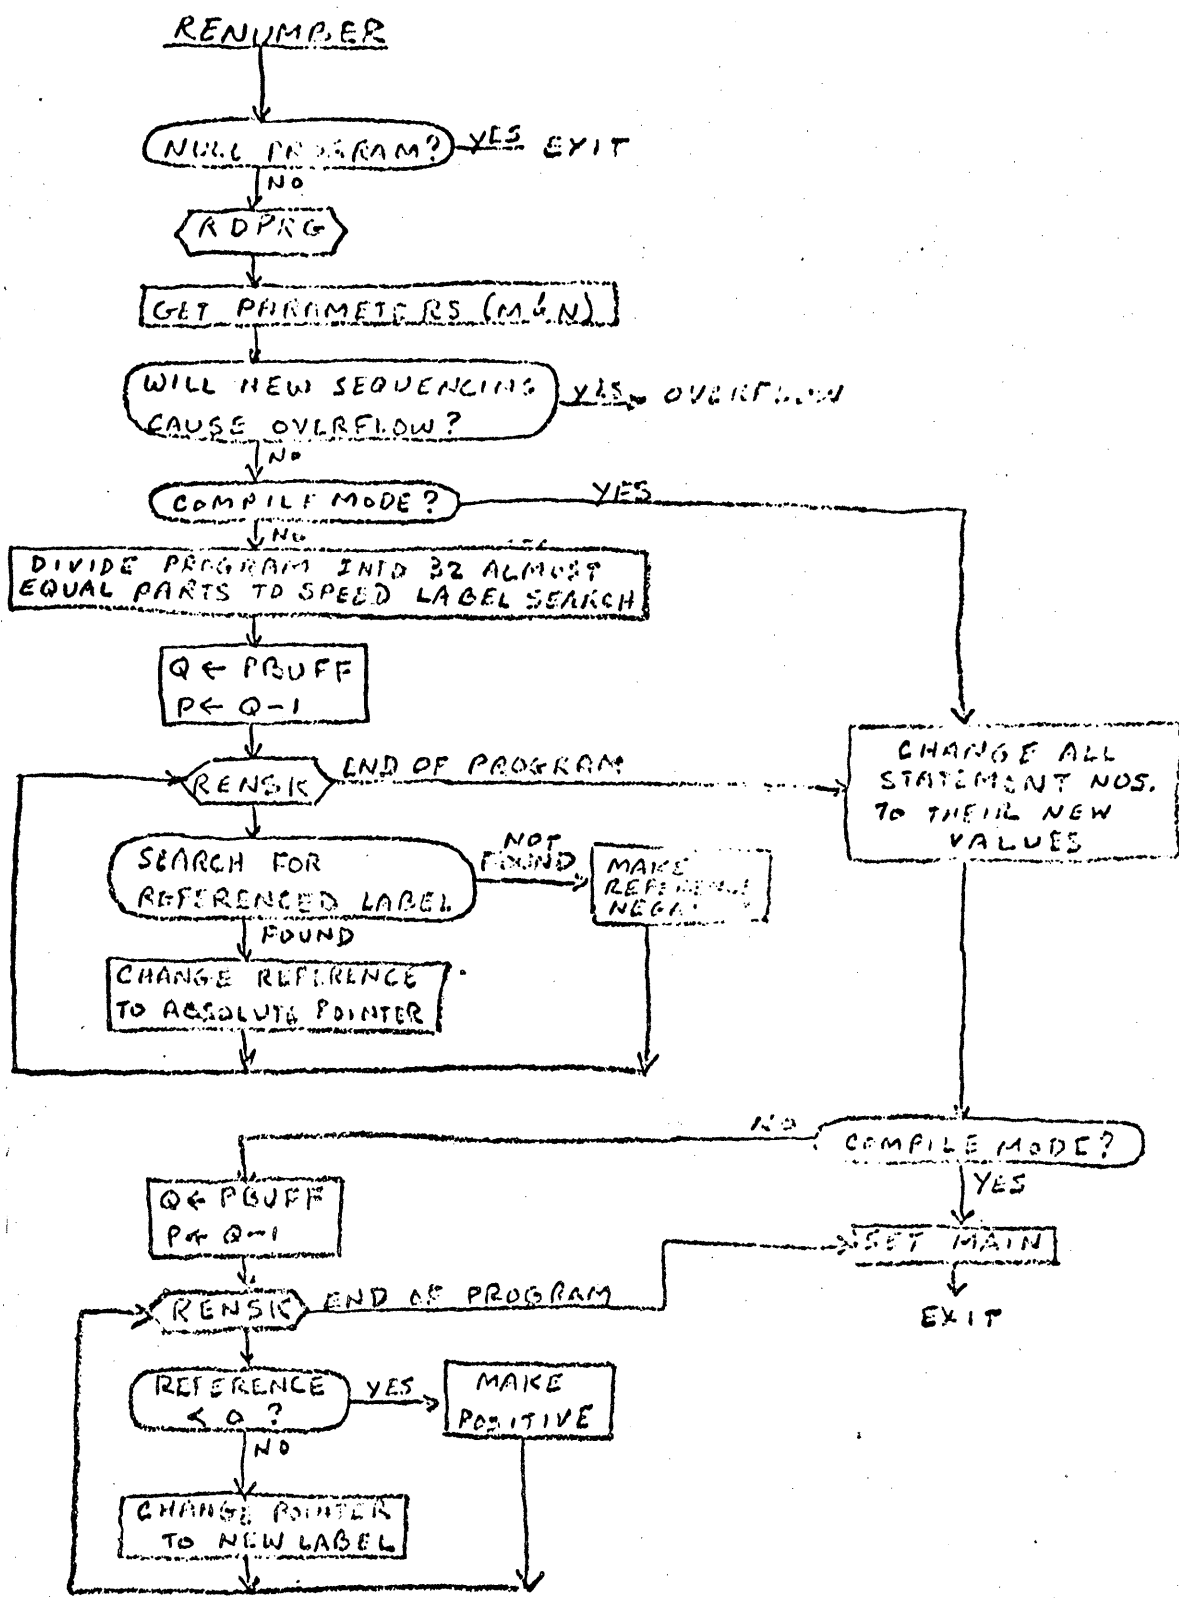 RENUMBER
NULL PROGRAM?
YES
EXIT
NO
RDPRG
GET PARAMETERS (M & N)
WILL NEW SEQUENCING
CAUSE OVERFLOW?
YES
OVERFLOW
NO
COMPILE MODE?
YES
NO
DIVIDE PROGRAM INTO 32 ALMOST
EQUAL PARTS TO SPEED LABEL SEARCH
Q ← PBUFF
P ← Q-1
RENSK
END OF PROGRAM
CHANGE ALL
STATEMENT NOS.
TO THEIR NEW
VALUES
SEARCH FOR
REFERENCED LABEL
NOT
FOUND
MAKE
FOUND
CHANGE REFERENCE
TO ABSOLUTE POINTER
NO
COMPILE MODE?
YES
Q ← PBUFF
P ← Q-1
SET MAIN
EXIT
RENSK
END OF PROGRAM
REFERENCE
< 0 ?
YES
MAKE
POSITIVE
NO
CHANGE POINTER
TO NEW LABEL